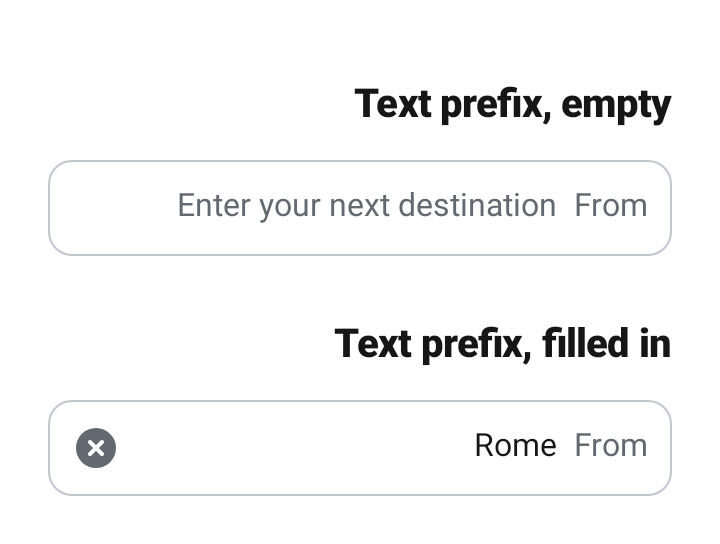 Text prefix, empty
Enter your next destination From
Text prefix, filled in
Rome From